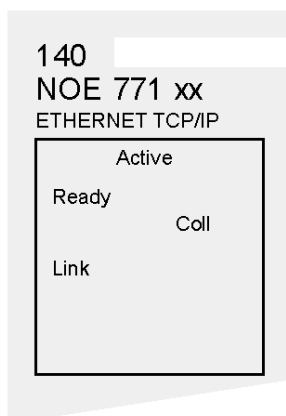 140
NOE 771 xx
ETHERNET TCP/IP
Active
Ready
Coll
Link